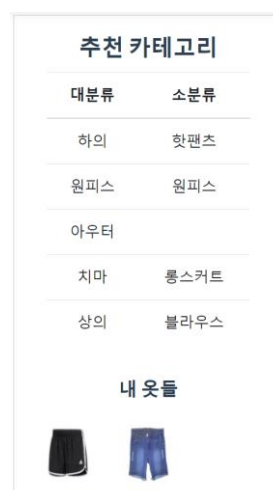 추천 카테고리
대분류 소분류
하의 핫팬츠
원피스 원피스
아우터
치마 롱스커트
상의 블라우스
내 옷들